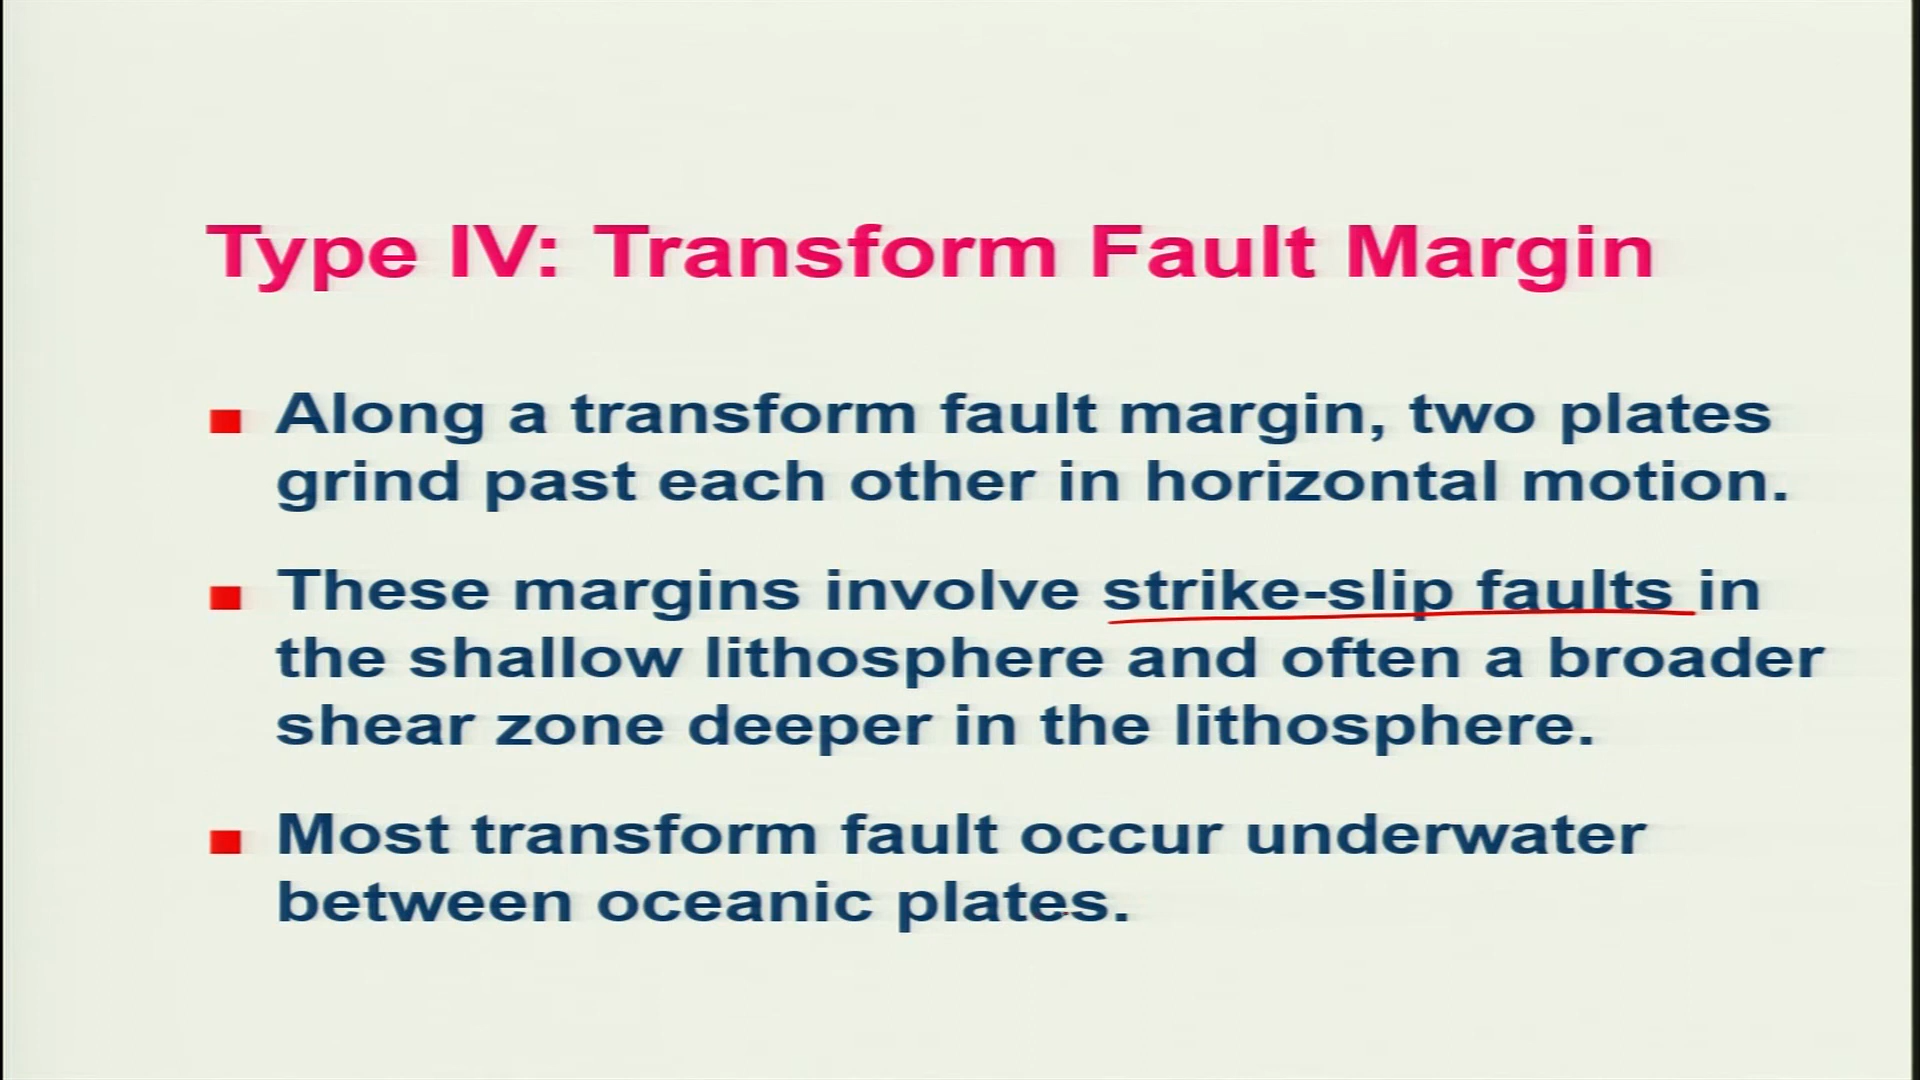 Type IV: Transform Fault Margin
Along a transform fault margin, two plates
grind past each other in horizontal motion.
These margins involve strike-slip faults in
the shallow lithosphere and often a broader
shear zone deeper in the lithosphere.
Most transform fault occur underwater
between oceanic plates.